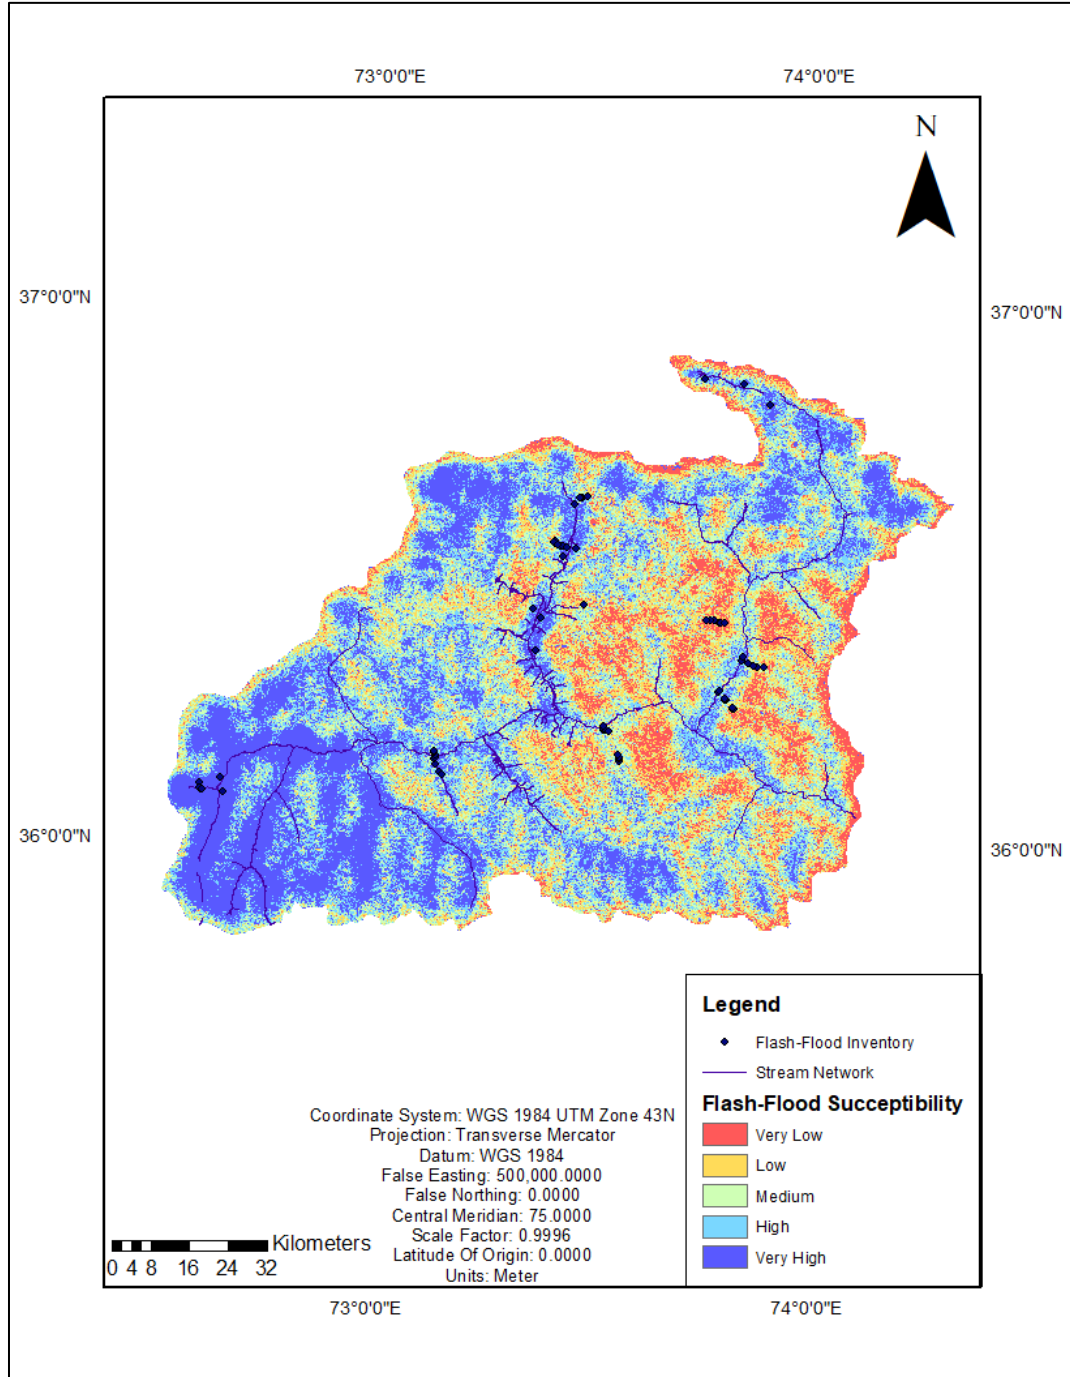 73°0'0"E 74°0'0"E
N
37°0'0"N 37°0'0"N
36°0'0"N 36°0'0"N
Legend
Flash-Flood Inventory
Stream Network
Flash-Flood Succeptibility
Very Low
Low
Medium
High
Very High
Coordinate System: WGS 1984 UTM Zone 43N
Projection: Transverse Mercator
Datum: WGS 1984
False Easting: 500,000.0000
False Northing: 0.0000
Central Meridian: 75.0000
Scale Factor: 0.9996
Latitude Of Origin: 0.0000
Units: Meter
Kilometers
0 4 8 16 24 32
73°0'0"E 74°0'0"E